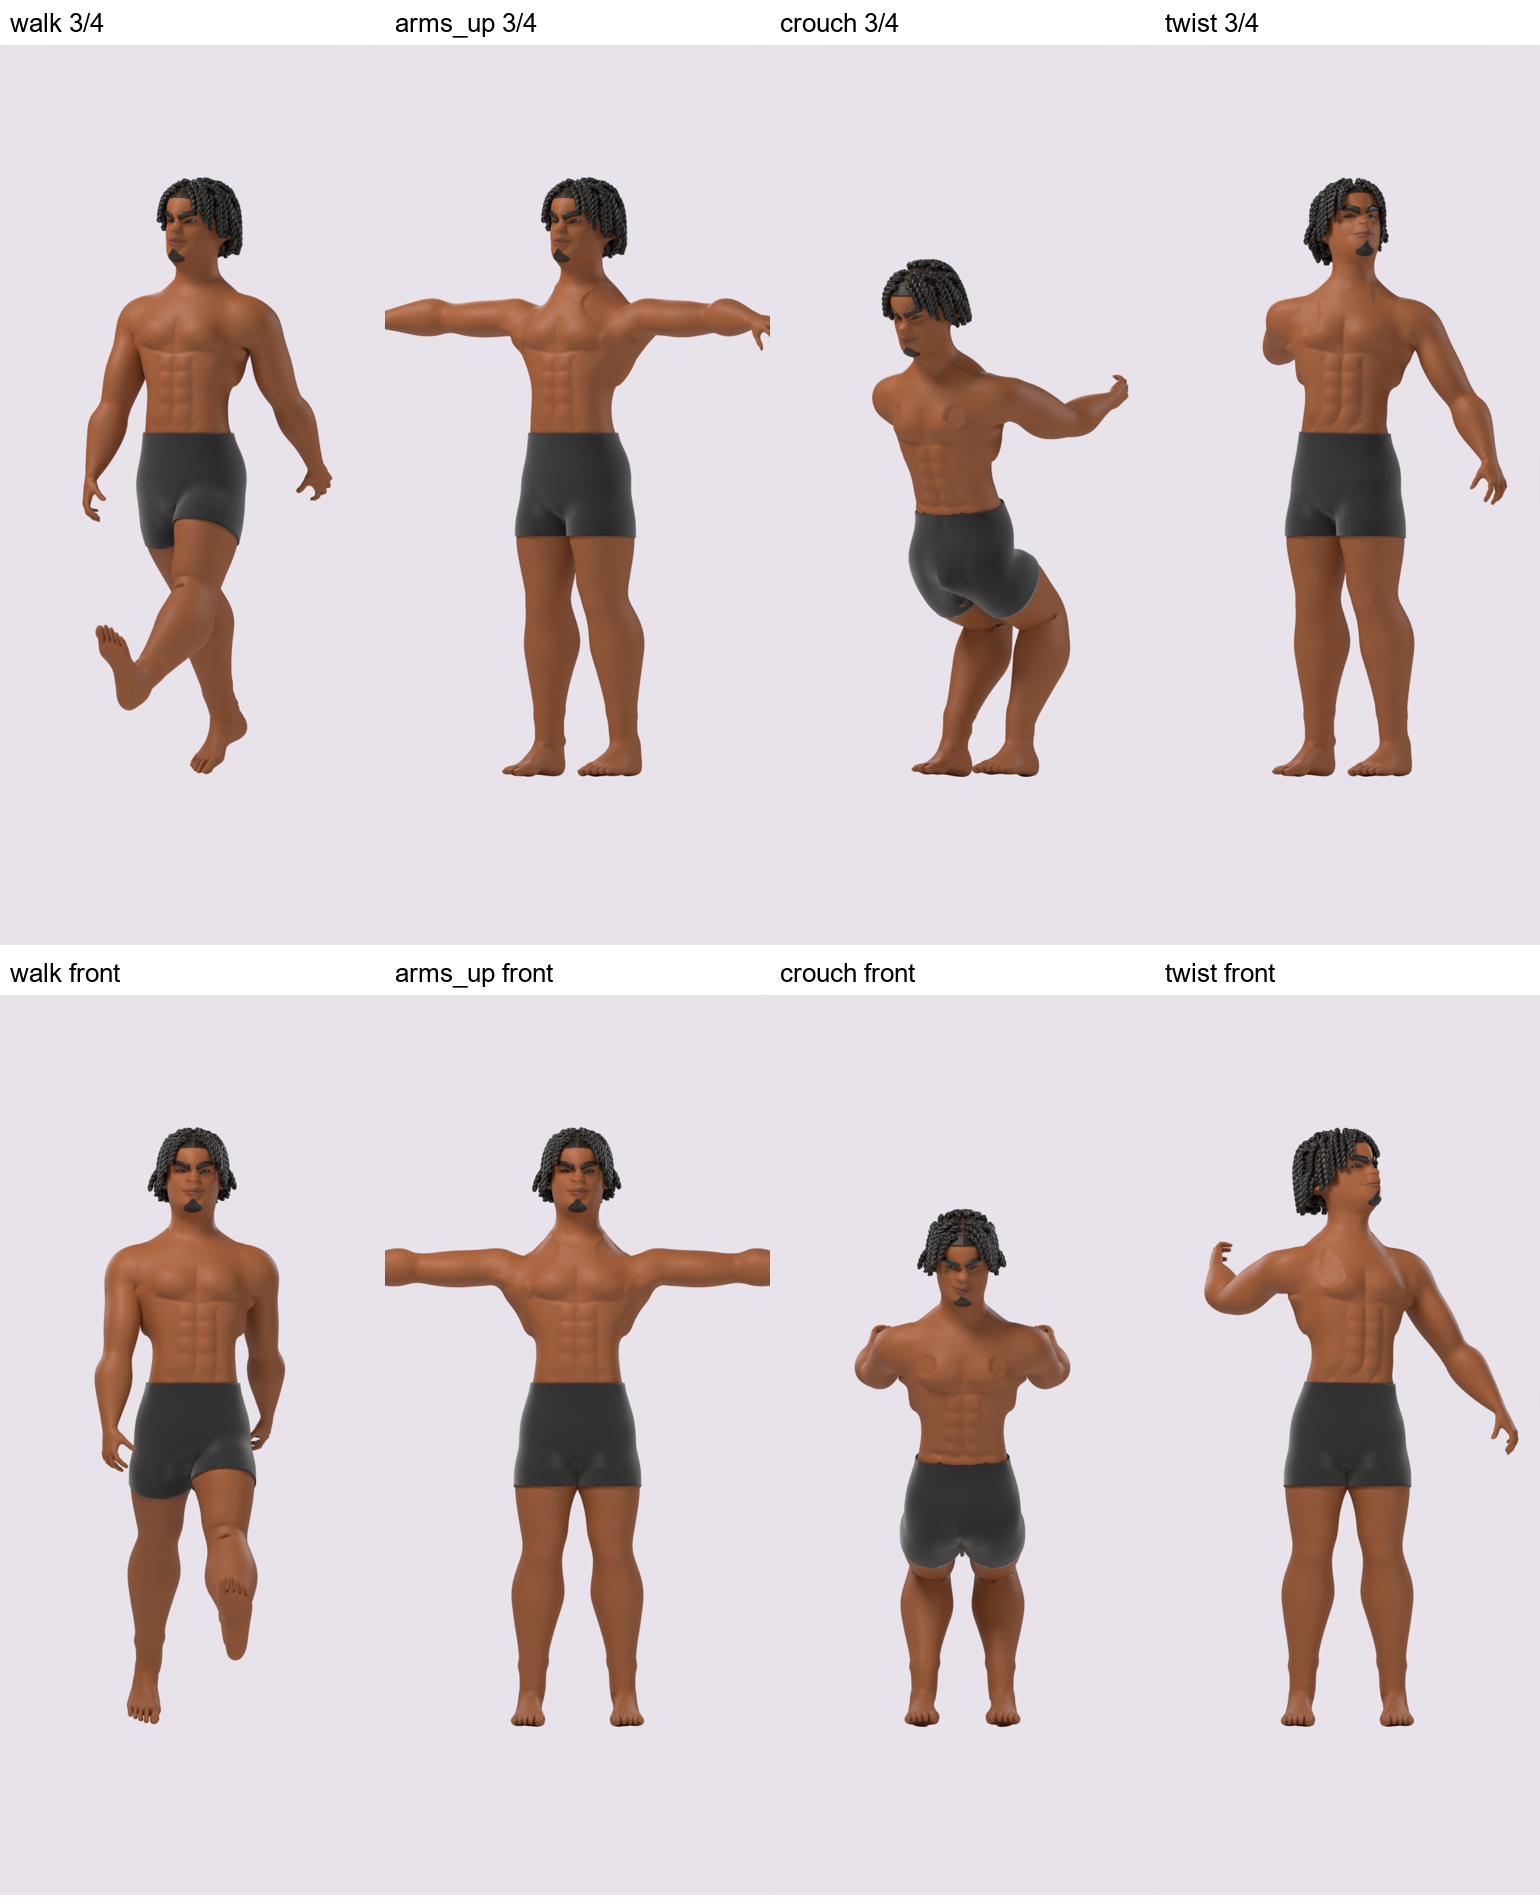 walk 3/4
arms_up 3/4
crouch 3/4
twist 3/4
walk front
arms_up front
crouch front
twist front